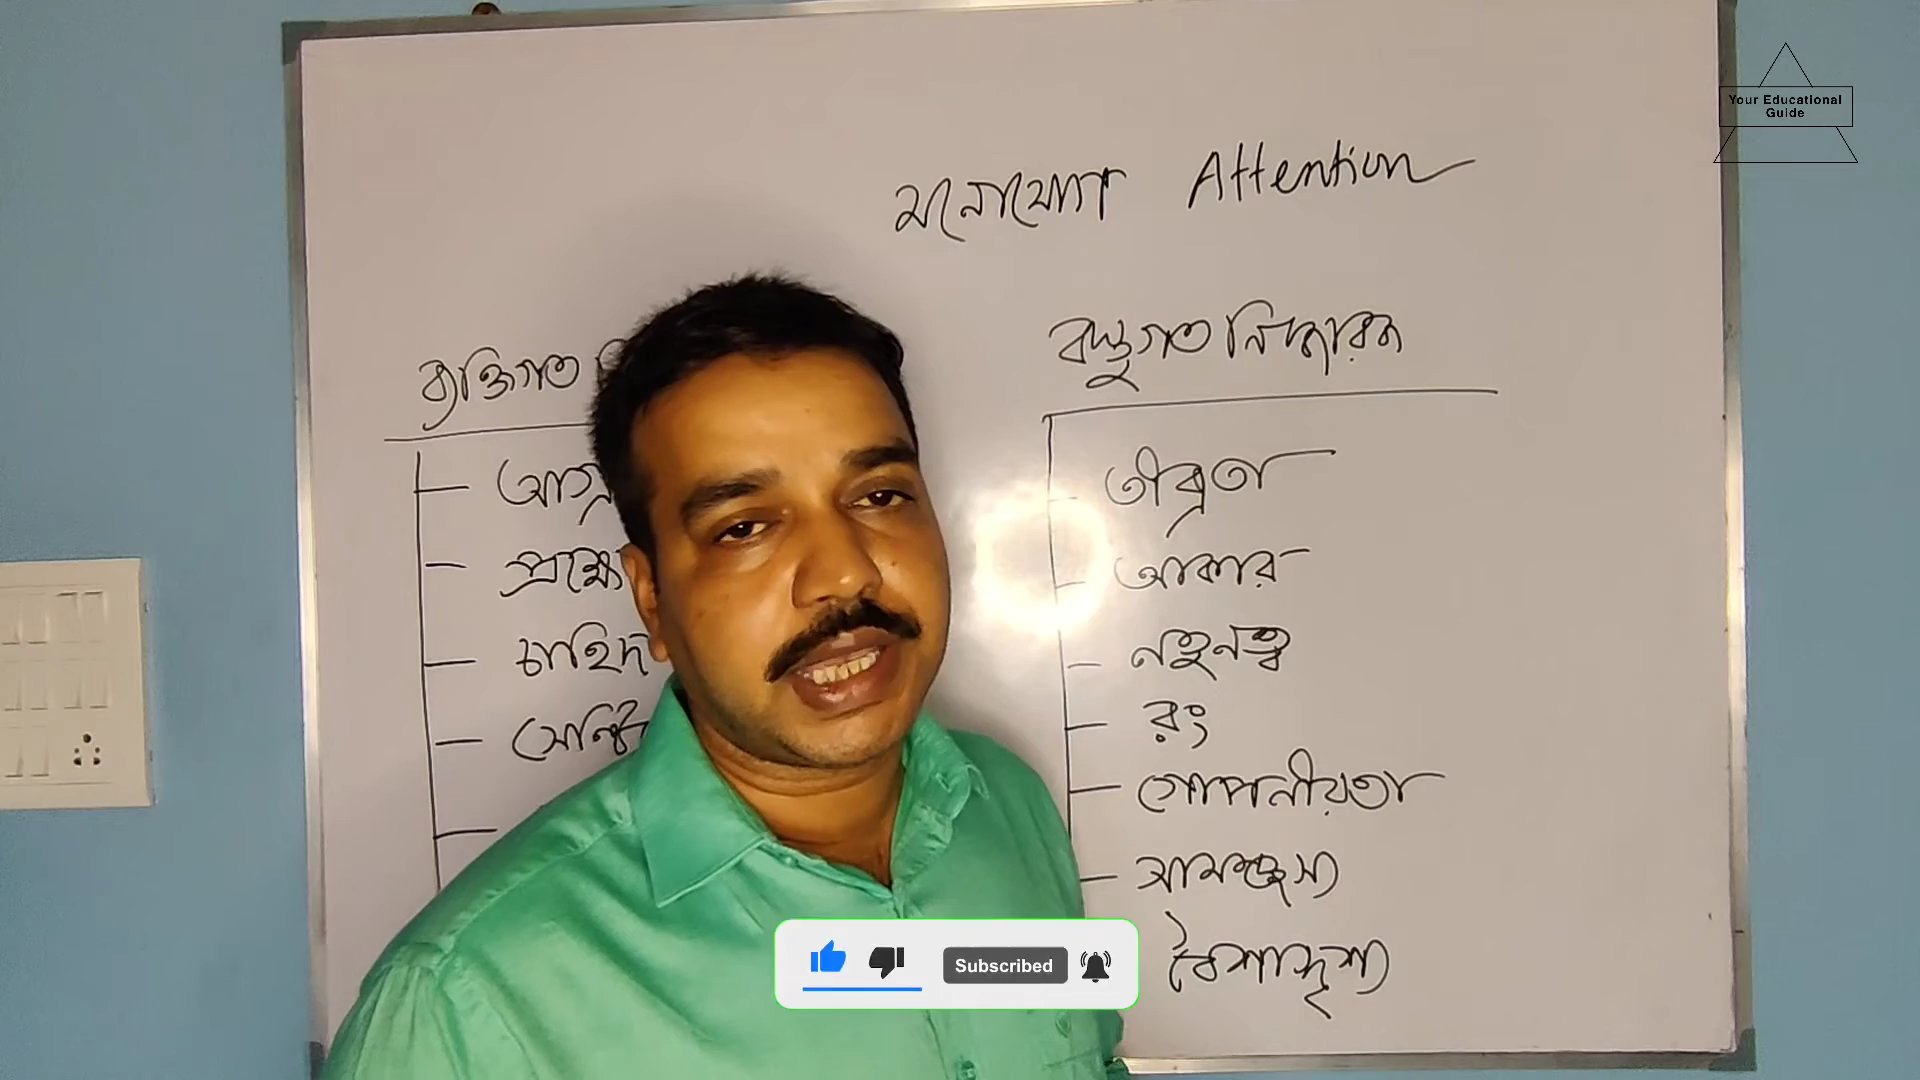 Your Educational
Guide
মনোযোগ Attention
ব্যক্তিগত
বস্তুগত নির্দ্ধারক
তীব্রতা
আকার
চাহিদা
নতুনত্ব
রং
গোপনীয়তা
সামঞ্জস্য
বৈশাদৃশ্য
Subscribed